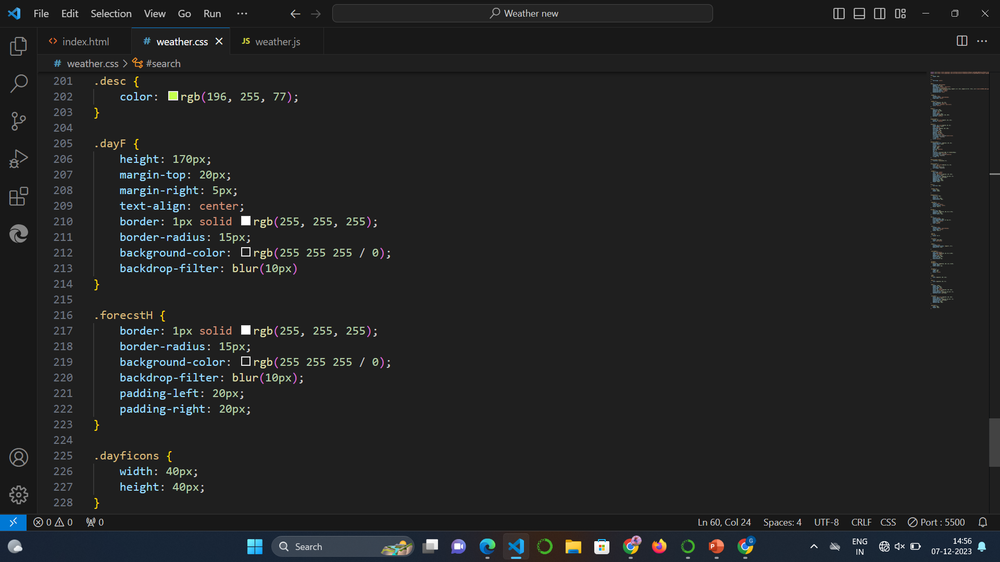 File Edit Selection View Go Run ··· Weather new
index.html # weather.css JS weather.js
# weather.css > #search
201 .desc {
202 color: rgb(196, 255, 77);
203 }
204
205 .dayF {
206 height: 170px;
207 margin-top: 20px;
208 margin-right: 5px;
209 text-align: center;
210 border: 1px solid rgb(255, 255, 255);
211 border-radius: 15px;
212 background-color: rgb(255 255 255 / 0);
213 backdrop-filter: blur(10px)
214 }
215
216 .forecstH {
217 border: 1px solid rgb(255, 255, 255);
218 border-radius: 15px;
219 background-color: rgb(255 255 255 / 0);
220 backdrop-filter: blur(10px);
221 padding-left: 20px;
222 padding-right: 20px;
223 }
224
225 .dayficons {
226 width: 40px;
227 height: 40px;
228 }
0 0 0 Ln 60, Col 24 Spaces: 4 UTF-8 CRLF CSS Port : 5500
Search
ENG
IN
14:56
07-12-2023